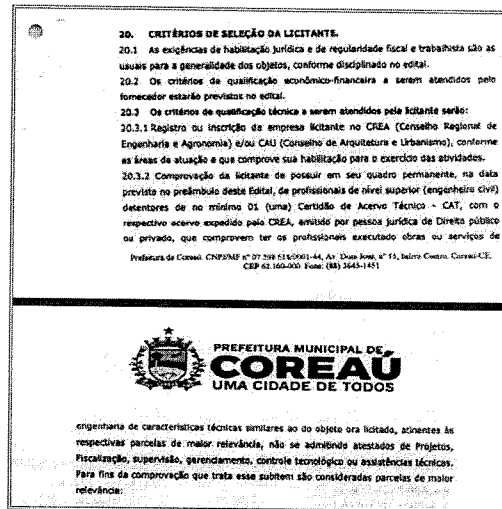 20. CRITÉRIOS DE SELEÇÃO DA LICITANTE.
20.1 As exigências de habilitação jurídica e de regularidade fiscal e trabalhista são as
usuais para a generalidade dos objetos, conforme disciplinado no edital.
20.2 Os critérios de qualificação econômico-financeira a serem atendidos pelo
fornecedor estarão previstos no edital.
20.3 Os critérios de qualificação técnica a serem atendidos pela licitante serão:
20.3.1 Registro ou inscrição da empresa licitante no CREA (Conselho Regional de
Engenharia e Agronomia) e/ou CAU (Conselho de Arquitetura e Urbanismo), conforme
as áreas de atuação e que comprove sua habilitação para o exercício das atividades.
20.3.2 Comprovação da licitante de possuir em seu quadro permanente, na data
prevista no preâmbulo deste Edital, de profissionais de nível superior (engenheiro civil)
detentores de no mínimo 01 (uma) Certidão de Acervo Técnico - CAT, com o
respectivo acervo expedido pelo CREA, emitido por pessoa jurídica de Direito público
ou privado, que comprovem ter os profissionais executado obras ou serviços de
Prefeitura de Coreaú. CNPJ/MF nº 07.598.618/0001-44, Av. Dom José, nº 55, bairro Centro, Coreaú-CE,
CEP 62.160-000. Fone: (88) 3645-1451
PREFEITURA MUNICIPAL DE
COREAÚ
UMA CIDADE DE TODOS
engenharia de características técnicas similares ao do objeto ora licitado, atinentes às
respectivas parcelas de maior relevância, não se admitindo atestados de Projetos,
Fiscalização, supervisão, gerenciamento, controle tecnológico ou assistências técnicas.
Para fins da comprovação que trata esse subitem são consideradas parcelas de maior
relevância: